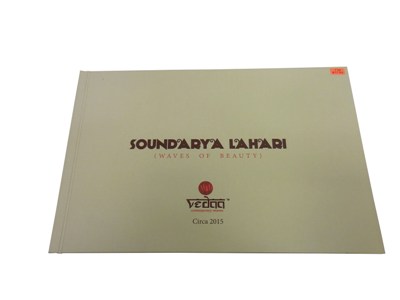 SOUNDARYA LAHARI
(WAVES OF BEAUTY)
vedaa
Circa 2015